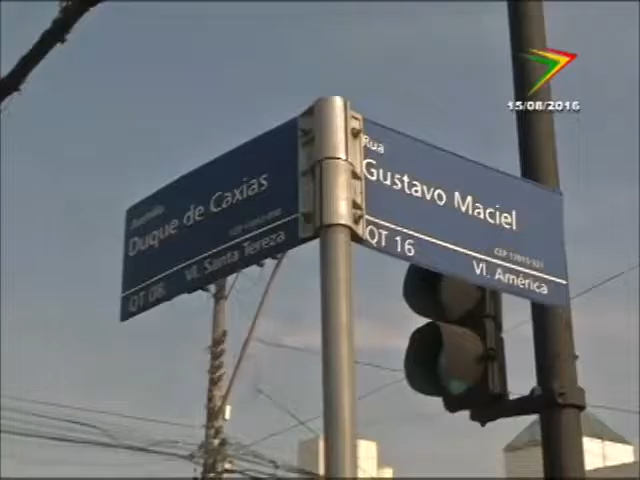 15/08/2016
Avenida
Duque de Caxias
QT 08
Vl. Santa Tereza
Rua
Gustavo Maciel
QT 16
Vl. América